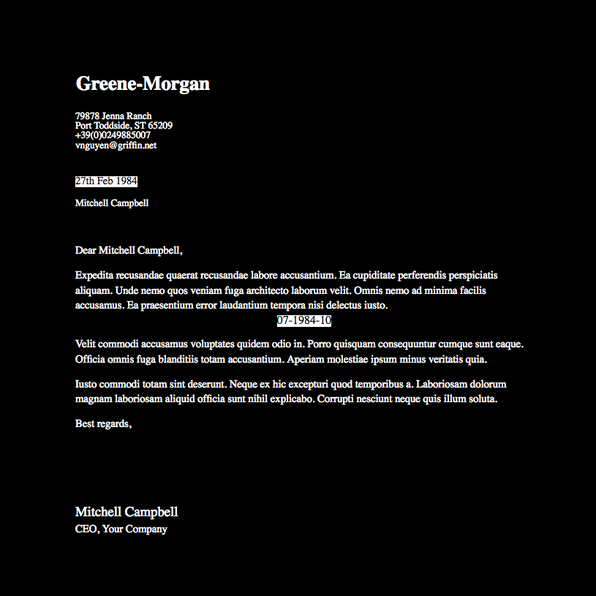 Greene-Morgan
79878 Jenna Ranch
Port Toddside, ST 65209
+39(0)0249885007
vnguyen@griffin.net
27th Feb 1984
Mitchell Campbell
Dear Mitchell Campbell,
Expedita recusandae quaerat recusandae labore accusantium. Ea cupiditate perferendis perspiciatis
aliquam. Unde nemo quos veniam fuga architecto laborum velit. Omnis nemo ad minima facilis
accusamus. Ea praesentium error laudantium tempora nisi delectus iusto.
07-1984-10
Velit commodi accusamus voluptates quidem odio in. Porro quisquam consequuntur cumque sunt eaque.
Officia omnis fuga blanditiis totam accusantium. Aperiam molestiae ipsum minus veritatis quia.
Iusto commodi totam sint deserunt. Neque ex hic excepturi quod temporibus a. Laboriosam dolorum
magnam laboriosam aliquid officia sunt nihil explicabo. Corrupti nesciunt neque quis illum soluta.
Best regards,
Mitchell Campbell
CEO, Your Company